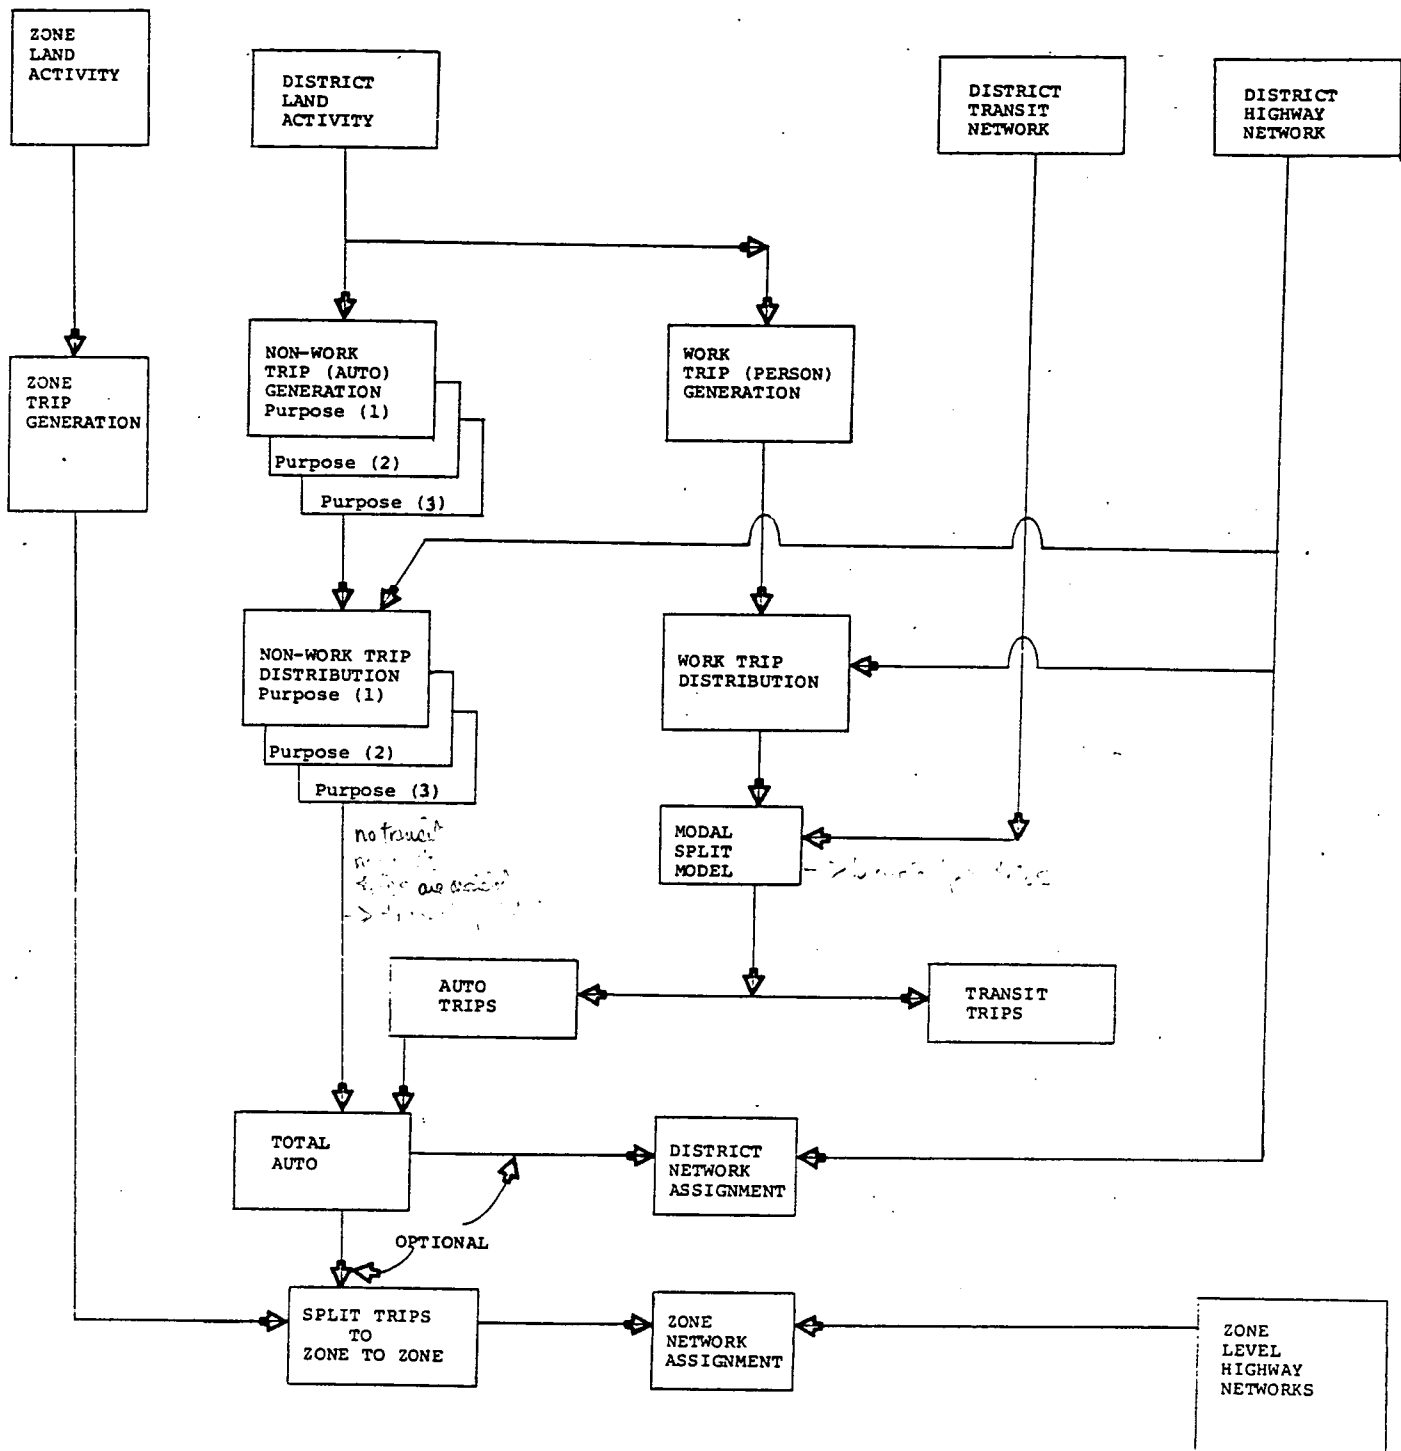 ZONE
LAND
ACTIVITY
DISTRICT
LAND
ACTIVITY
DISTRICT
TRANSIT
NETWORK
DISTRICT
HIGHWAY
NETWORK
ZONE
TRIP
GENERATION
NON-WORK
TRIP (AUTO)
GENERATION
Purpose (1)
Purpose (2)
Purpose (3)
WORK
TRIP (PERSON)
GENERATION
NON-WORK TRIP
DISTRIBUTION
Purpose (1)
Purpose (2)
Purpose (3)
WORK TRIP
DISTRIBUTION
no transit
are
MODAL
SPLIT
MODEL
AUTO
TRIPS
TRANSIT
TRIPS
TOTAL
AUTO
DISTRICT
NETWORK
ASSIGNMENT
OPTIONAL
SPLIT TRIPS
TO
ZONE TO ZONE
ZONE
NETWORK
ASSIGNMENT
ZONE
LEVEL
HIGHWAY
NETWORKS